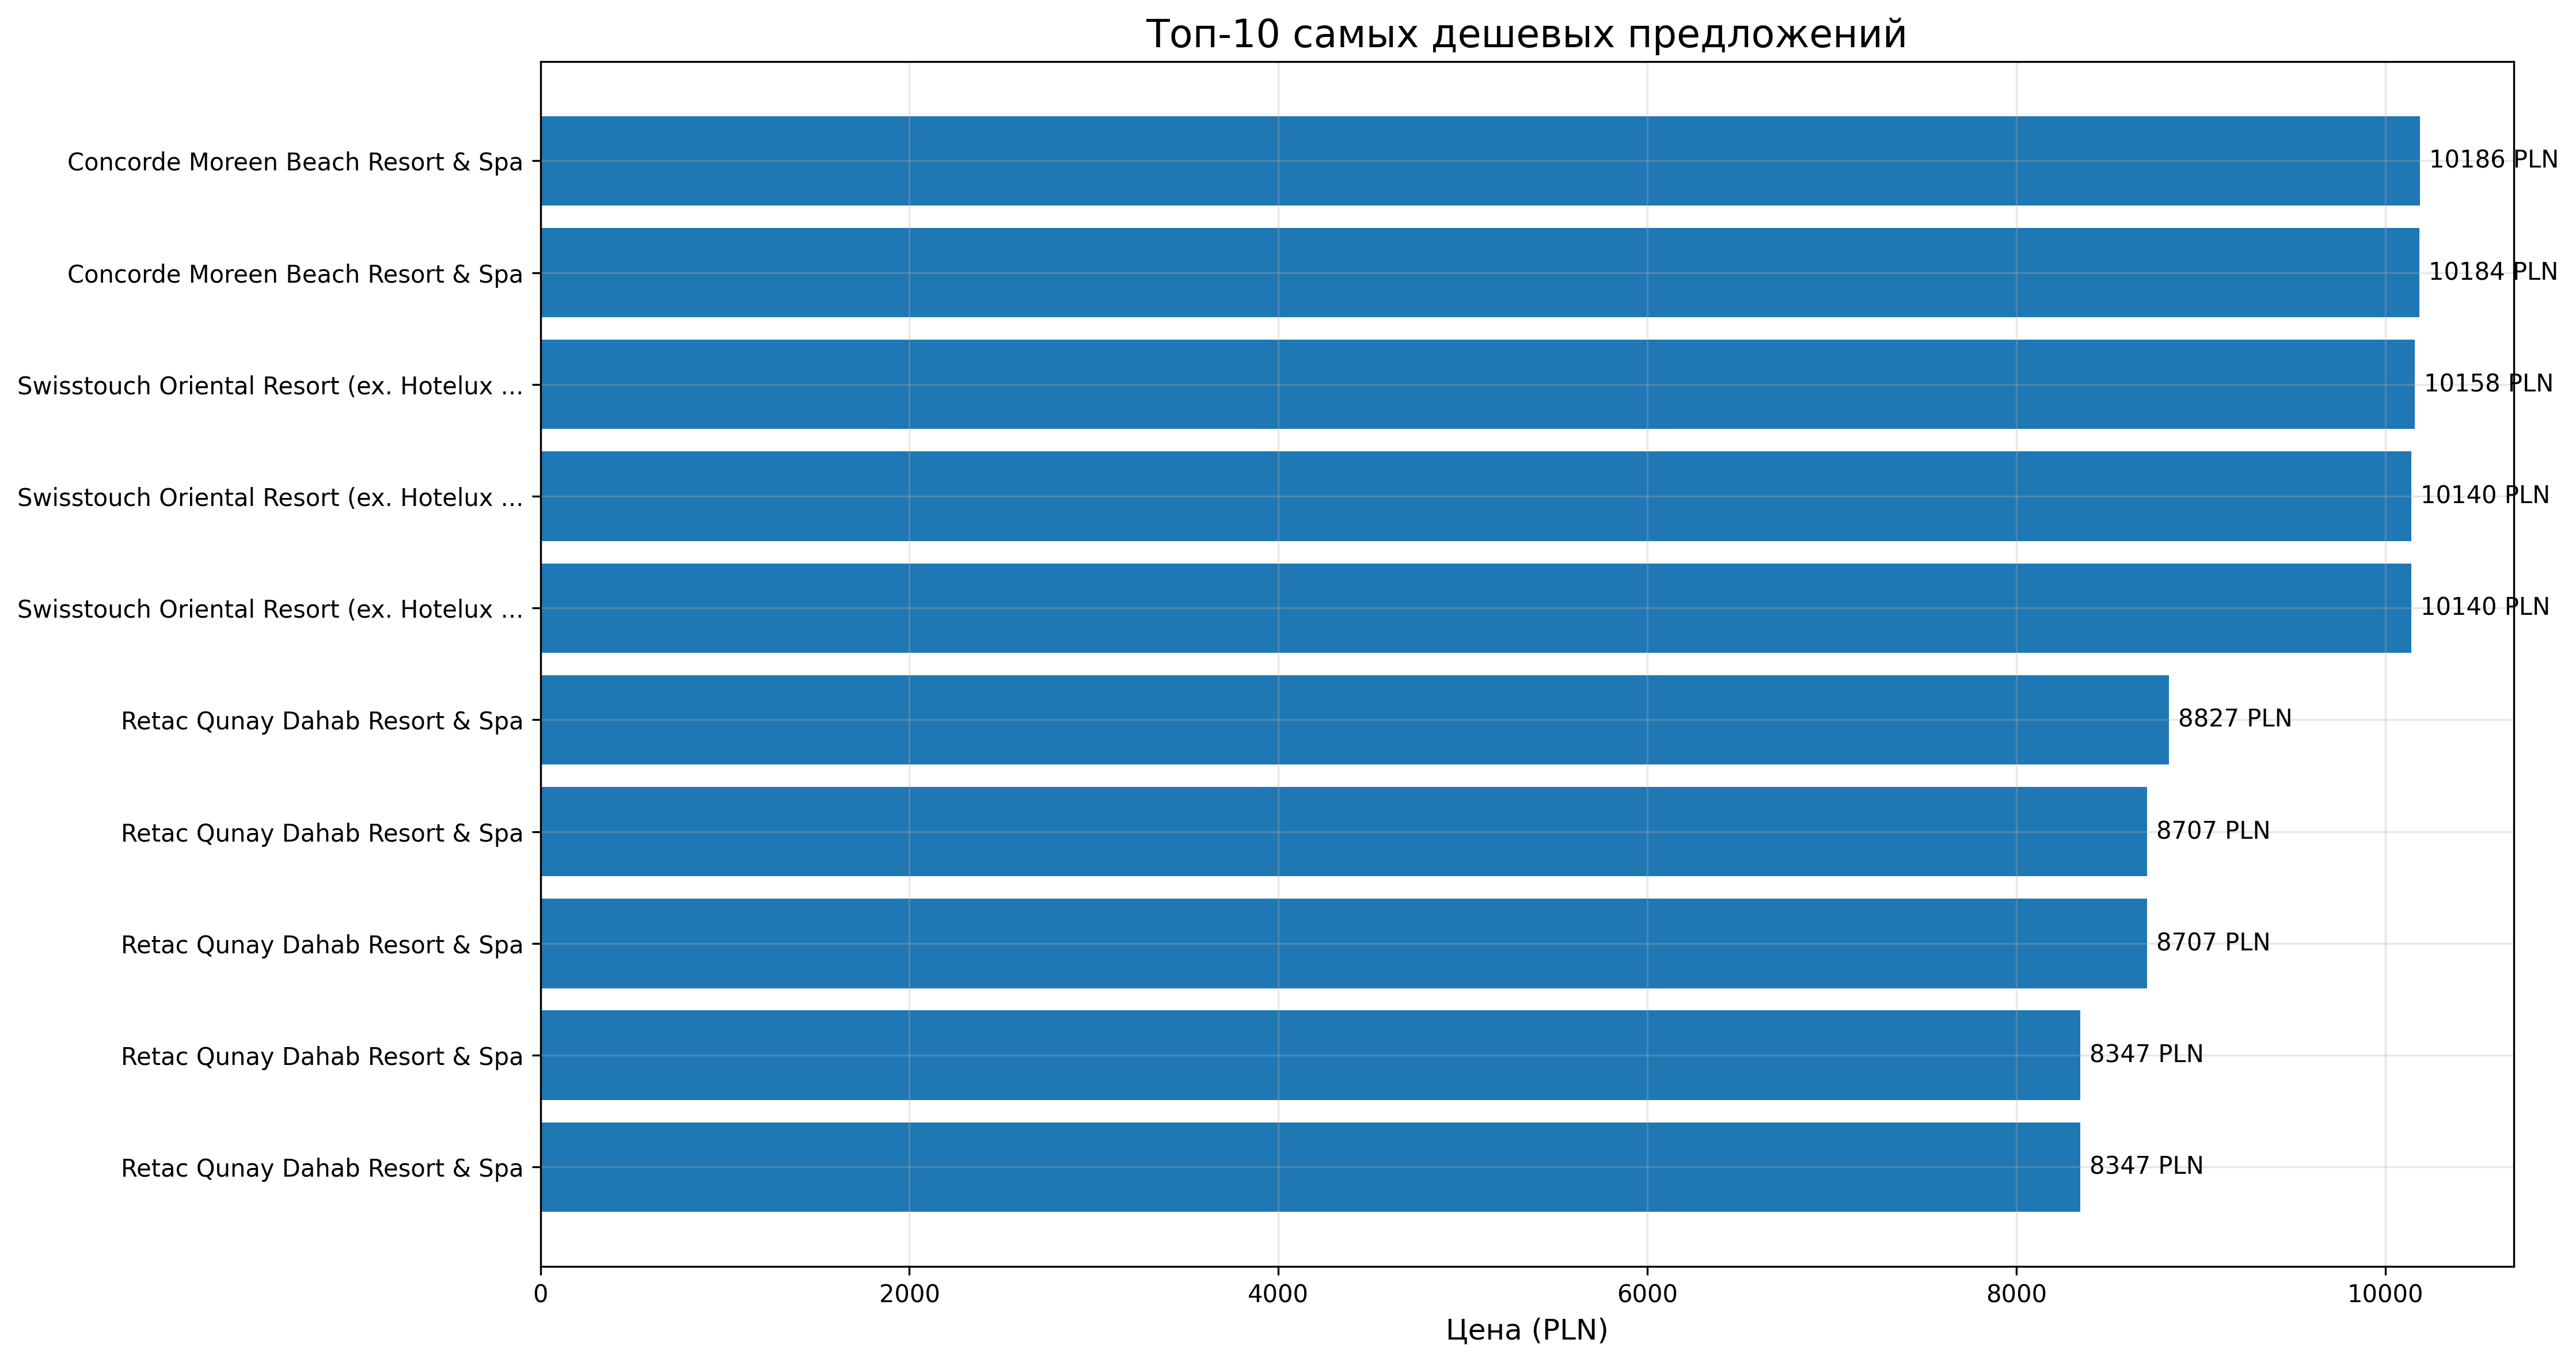 Топ-10 самых дешевых предложений
Concorde Moreen Beach Resort & Spa
10186 PLN
Concorde Moreen Beach Resort & Spa
10184 PLN
Swisstouch Oriental Resort (ex. Hotelux ...
10158 PLN
Swisstouch Oriental Resort (ex. Hotelux ...
10140 PLN
Swisstouch Oriental Resort (ex. Hotelux ...
10140 PLN
Retac Qunay Dahab Resort & Spa
8827 PLN
Retac Qunay Dahab Resort & Spa
8707 PLN
Retac Qunay Dahab Resort & Spa
8707 PLN
Retac Qunay Dahab Resort & Spa
8347 PLN
Retac Qunay Dahab Resort & Spa
8347 PLN
0 2000 4000 6000 8000 10000
Цена (PLN)